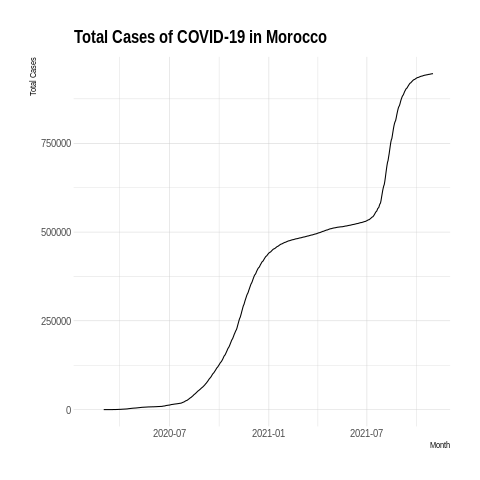 Total Cases of COVID-19 in Morocco
Total Cases
750000
500000
250000
0
2020-07 2021-01 2021-07
Month